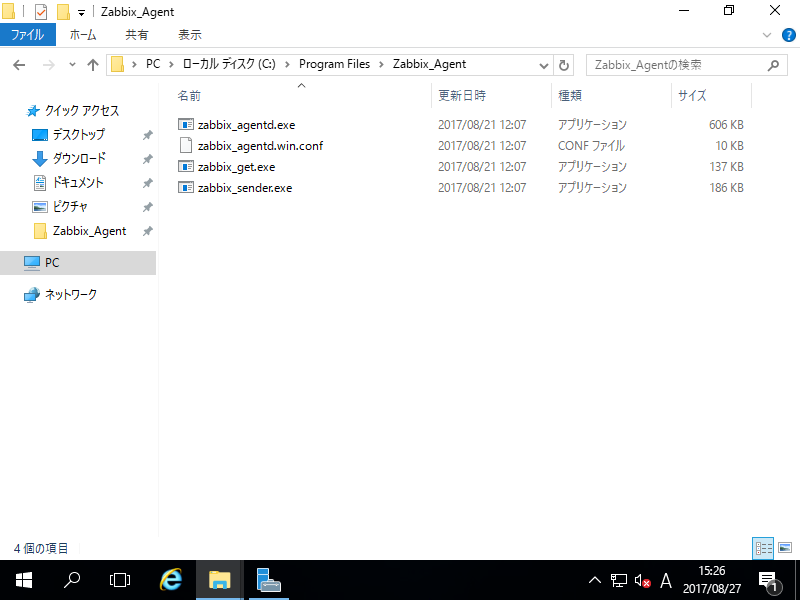 Zabbix_Agent
ファイル ホーム 共有 表示
PC ローカル ディスク (C:) Program Files Zabbix_Agent Zabbix_Agentの検索
名前 更新日時 種類 サイズ
クイック アクセス
デスクトップ
ダウンロード
ドキュメント
ピクチャ
Zabbix_Agent
PC
ネットワーク
zabbix_agentd.exe 2017/08/21 12:07 アプリケーション 606 KB
zabbix_agentd.win.conf 2017/08/21 12:07 CONF ファイル 10 KB
zabbix_get.exe 2017/08/21 12:07 アプリケーション 137 KB
zabbix_sender.exe 2017/08/21 12:07 アプリケーション 186 KB
4 個の項目
A
15:26
2017/08/27
1